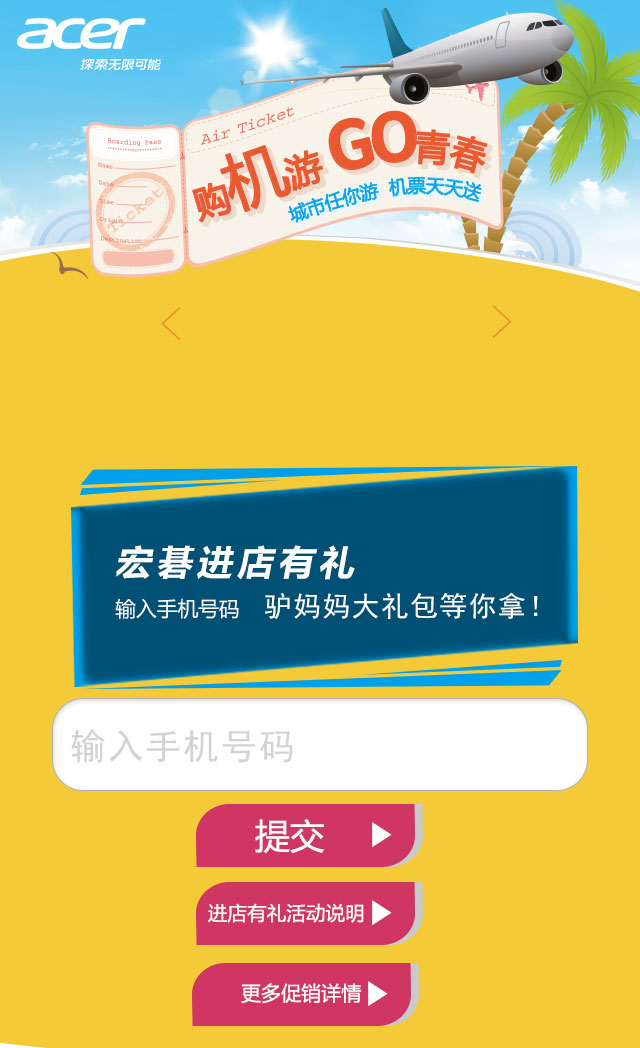 acer
探索无限可能
Air Ticket
Boarding Pass
Name
Date
Time
Origin
Destination
Ticket
购机游 GO青春
城市任你游 机票天天送
宏碁进店有礼
输入手机号码 驴妈妈大礼包等你拿！
输入手机号码
提交
进店有礼活动说明
更多促销详情